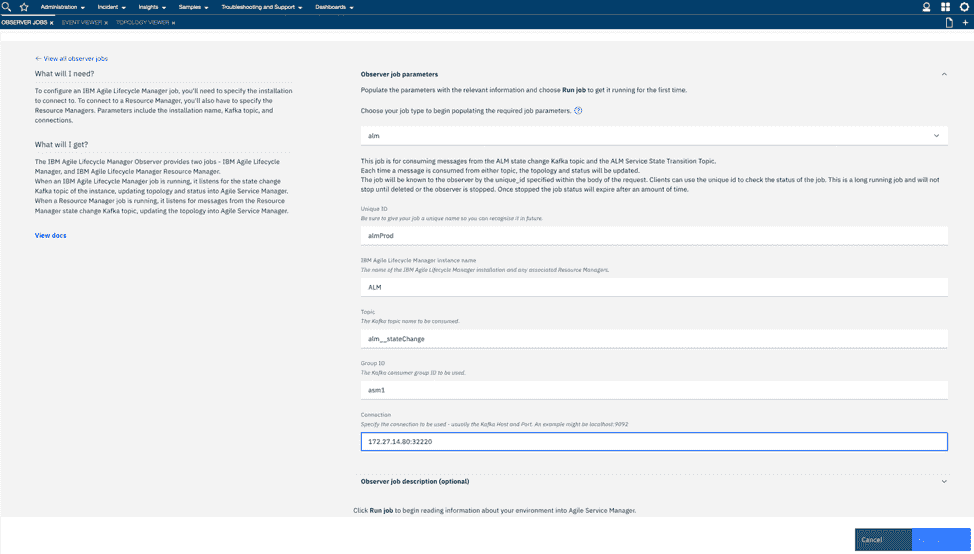 Administration
Incident
Insights
Samples
Troubleshooting and Support
Dashboards
OBSERVER JOBS ×
EVENT VIEWER ×
TOPOLOGY VIEWER ×
← View all observer jobs
What will I need?
To configure an IBM Agile Lifecycle Manager job, you'll need to specify the installation
to connect to. To connect to a Resource Manager, you'll also have to specify the
Resource Managers. Parameters include the installation name, Kafka topic, and
connections.
What will I get?
The IBM Agile Lifecycle Manager Observer provides two jobs - IBM Agile Lifecycle
Manager, and IBM Agile Lifecycle Manager Resource Manager.
When an IBM Agile Lifecycle Manager job is running, it listens for the state change
Kafka topic of the instance, updating topology and status into Agile Service Manager.
When a Resource Manager job is running, it listens for messages from the Resource
Manager state change Kafka topic, updating the topology into Agile Service Manager.
View docs
Observer job parameters
Populate the parameters with the relevant information and choose Run job to get it running for the first time.
Choose your job type to begin populating the required job parameters.
alm
This job is for consuming messages from the ALM state change Kafka topic and the ALM Service State Transition Topic.
Each time a message is consumed from either topic, the topology and status will be updated.
The job will be known to the observer by the unique_id specified within the body of the request. Clients can use the unique id to check the status of the job. This is a long running job and will not
stop until deleted or the observer is stopped. Once stopped the job status will expire after an amount of time.
Unique ID
Be sure to give your job a unique name so you can recognise it in future.
almProd
IBM Agile Lifecycle Manager instance name
The name of the IBM Agile Lifecycle Manager installation and any associated Resource Managers.
ALM
Topic
The Kafka topic name to be consumed.
alm__stateChange
Group ID
The Kafka consumer group ID to be used.
asm1
Connection
Specify the connection to be used - usually the Kafka Host and Port. An example might be localhost:9092
172.27.14.80:32220
Observer job description (optional)
Click Run job to begin reading information about your environment into Agile Service Manager.
Cancel